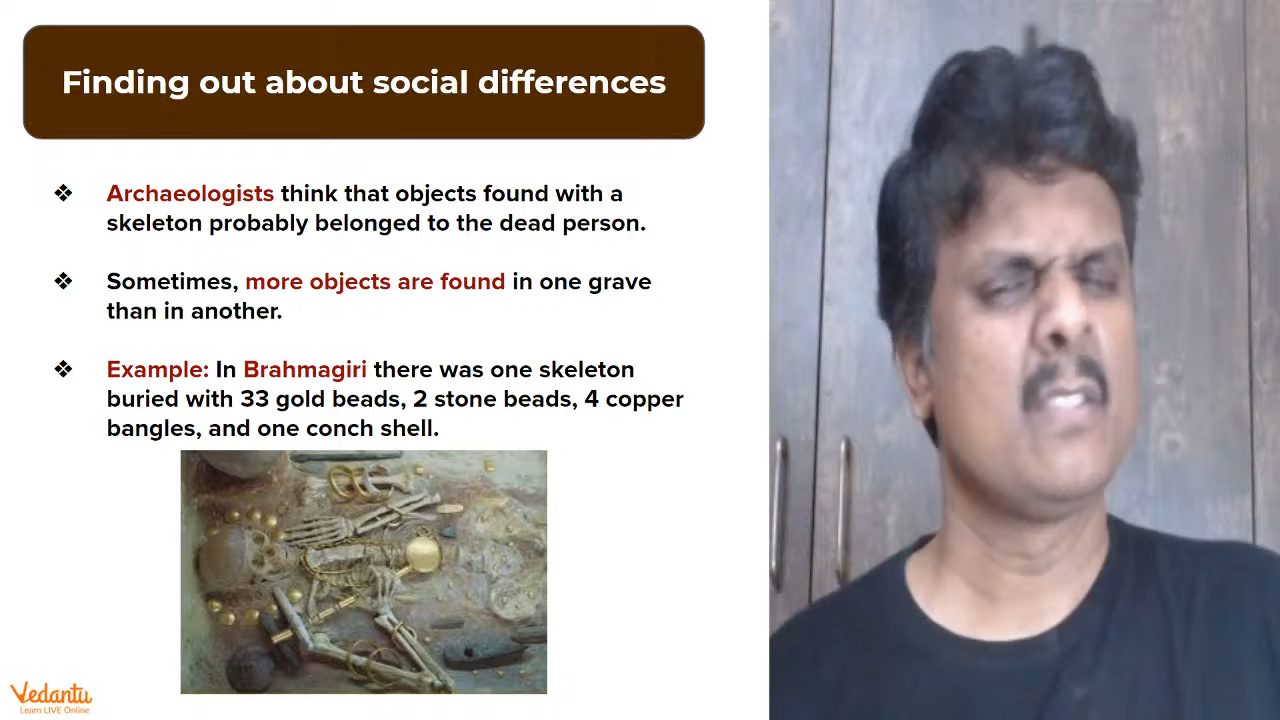 Finding out about social differences
❖ Archaeologists think that objects found with a
skeleton probably belonged to the dead person.
❖ Sometimes, more objects are found in one grave
than in another.
❖ Example: In Brahmagiri there was one skeleton
buried with 33 gold beads, 2 stone beads, 4 copper
bangles, and one conch shell.
Vedantu
Learn LIVE Online